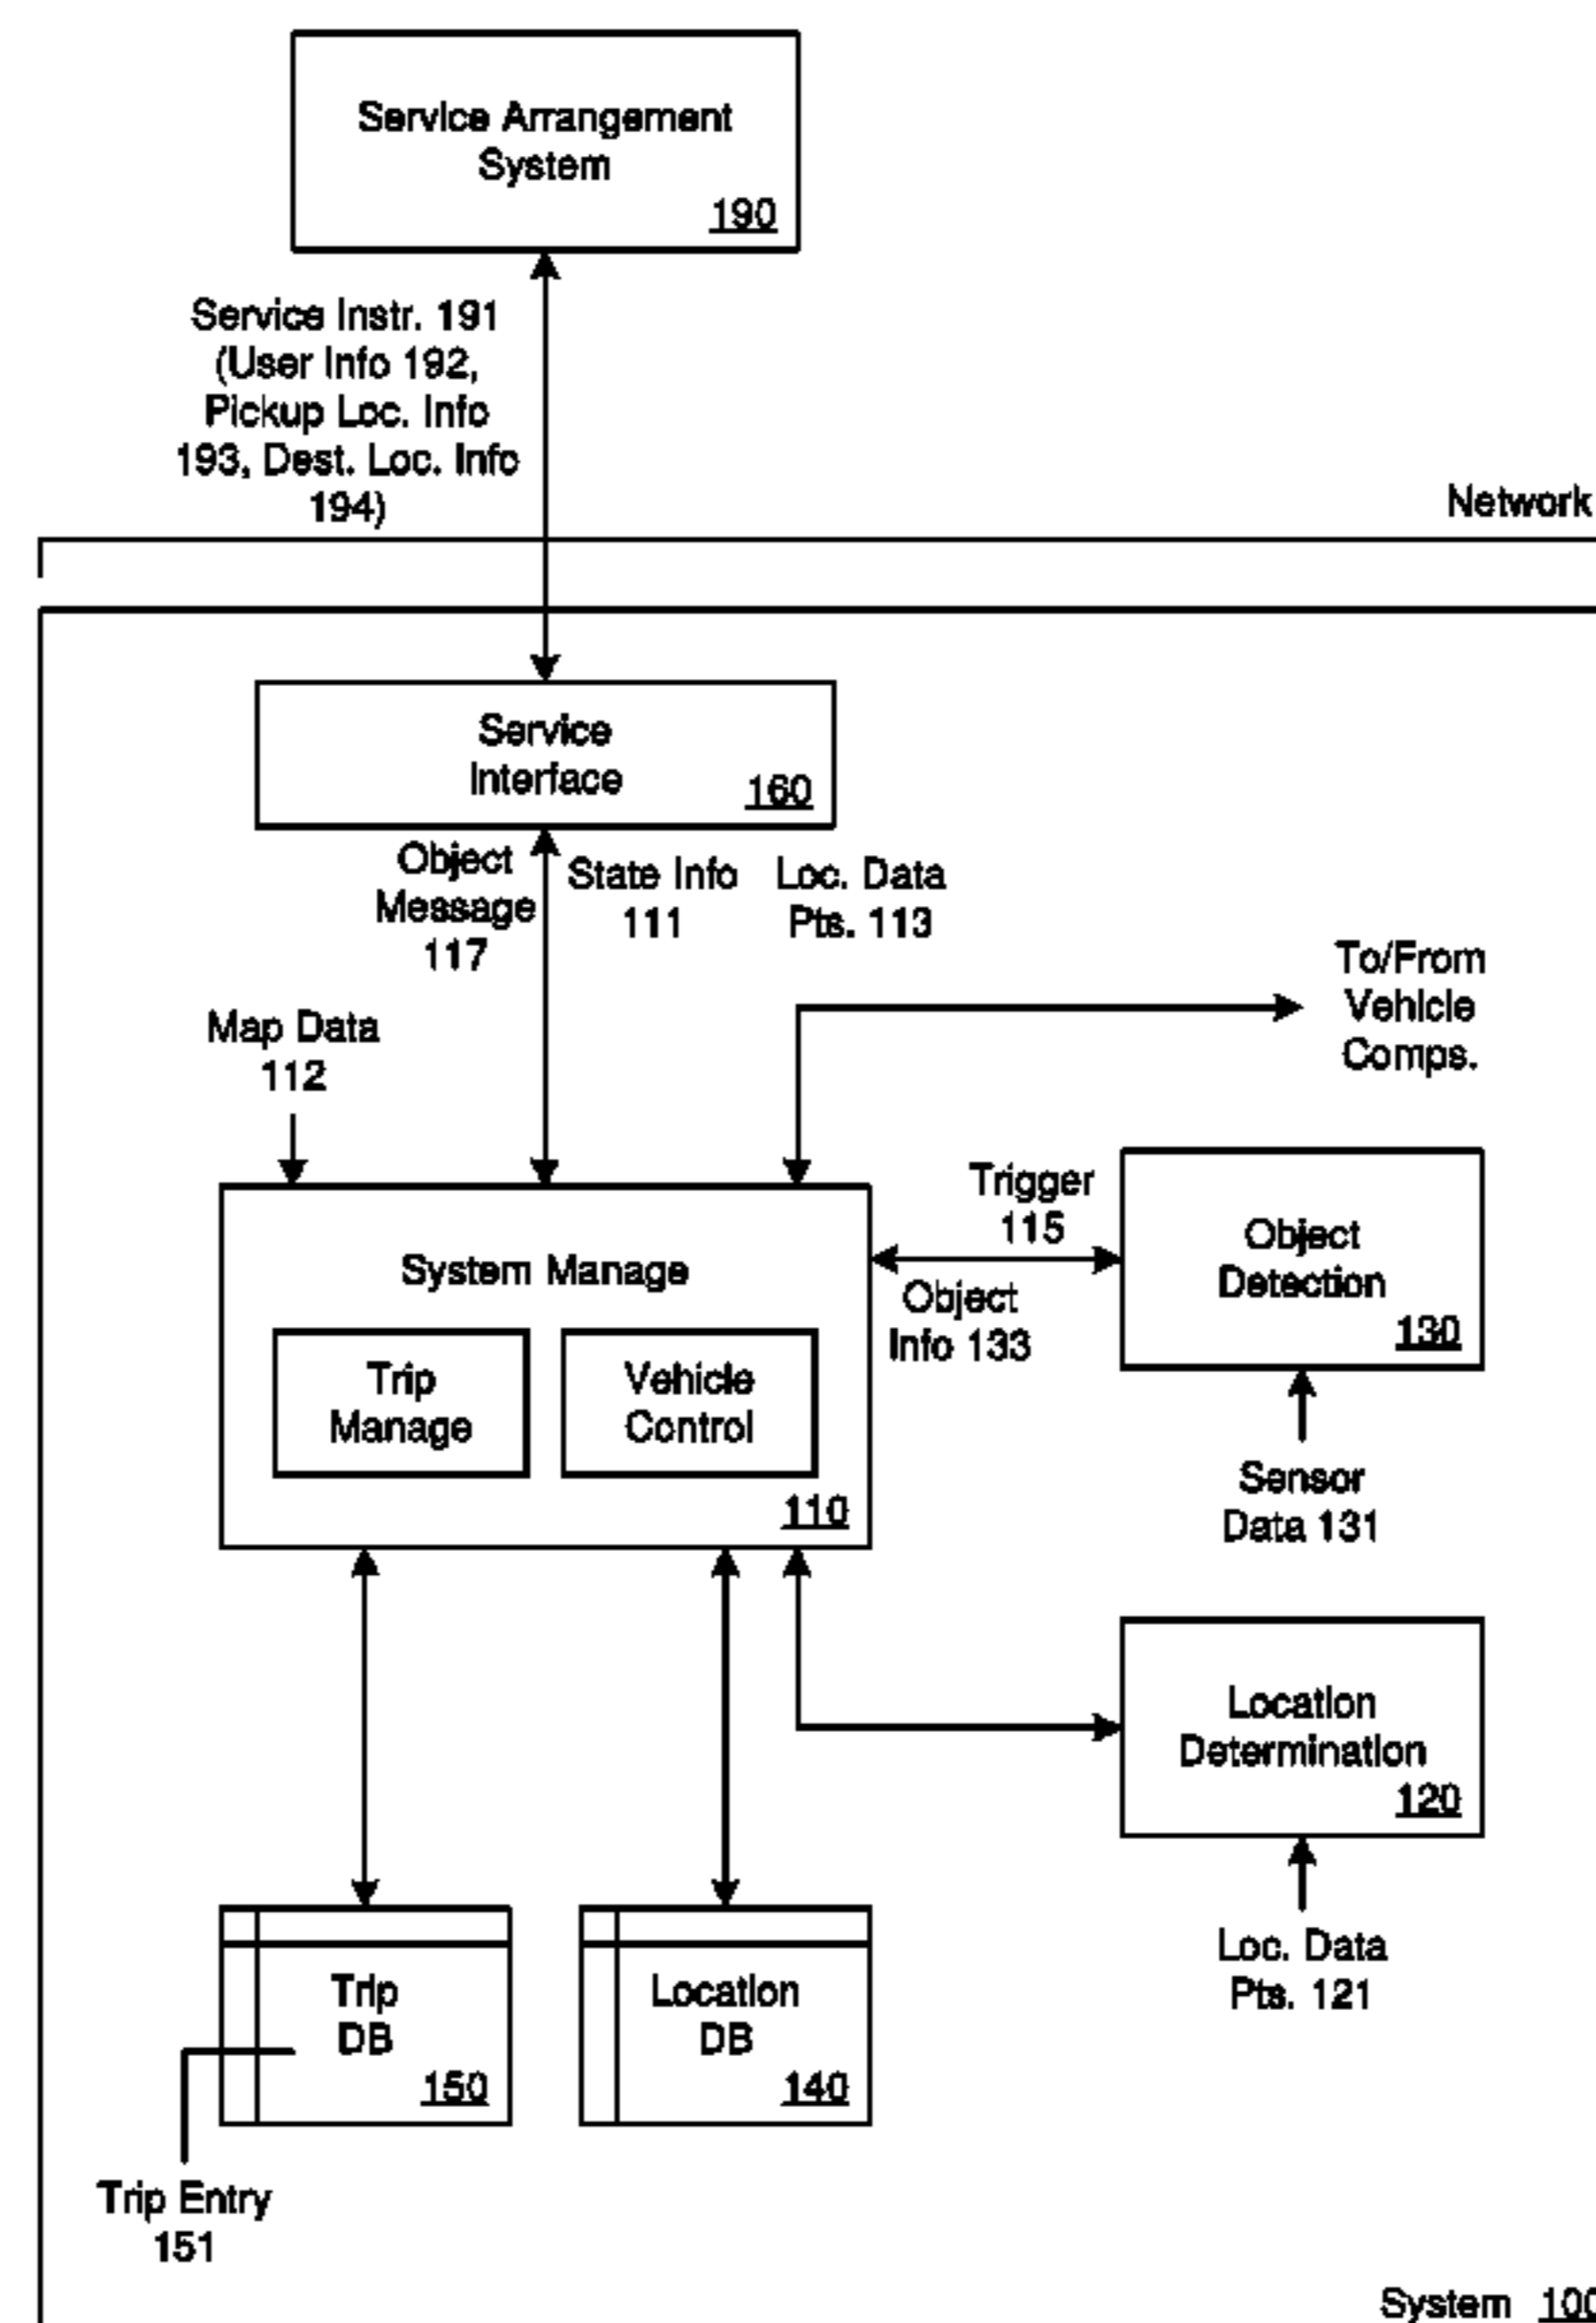 Service Arrangement
System
190
Service Instr. 191
(User Info 192,
Pickup Loc. Info
193, Dest. Loc. Info
194)
Network
Service
Interface
160
Object
Message
117
State Info
111
Loc. Data
Pts. 113
To/From
Vehicle
Comps.
Map Data
112
Trigger
115
Object
Detection
130
System Manage
Object
Info 133
Trip
Manage
Vehicle
Control
110
Sensor
Data 131
Location
Determination
120
Loc. Data
Pts. 121
Trip
DB
150
Location
DB
140
Trip Entry
151
System 100